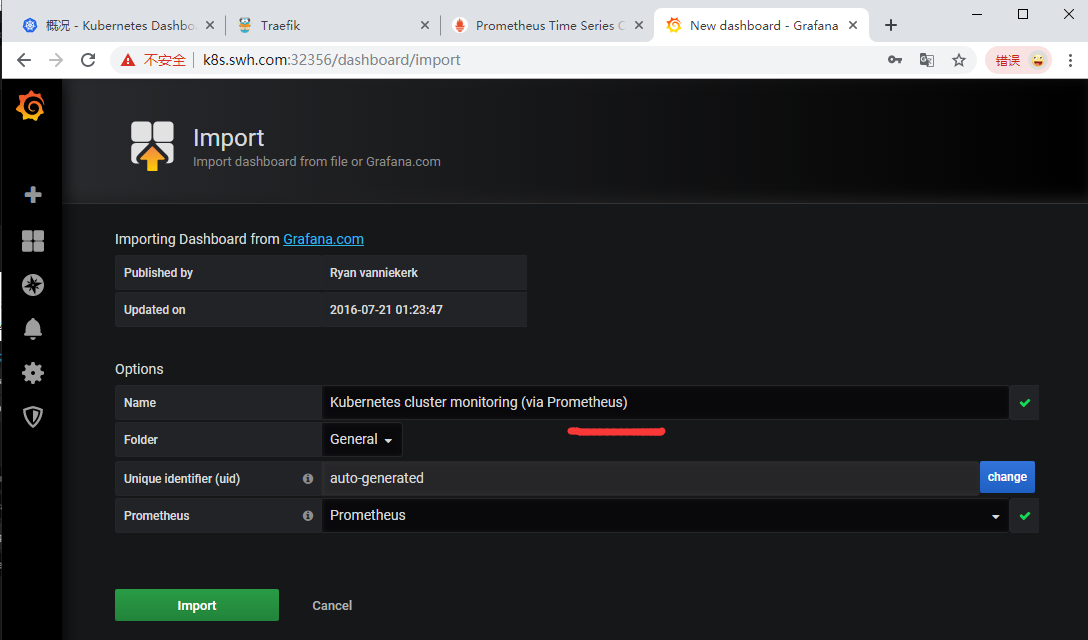 概况 - Kubernetes Dashbo
Traefik
Prometheus Time Series C
New dashboard - Grafana
不安全
k8s.swh.com:32356/dashboard/import
错误
Import
Import dashboard from file or Grafana.com
Importing Dashboard from Grafana.com
Published by Ryan vanniekerk
Updated on 2016-07-21 01:23:47
Options
Name Kubernetes cluster monitoring (via Prometheus)
Folder General
Unique identifier (uid) auto-generated change
Prometheus Prometheus
Import Cancel